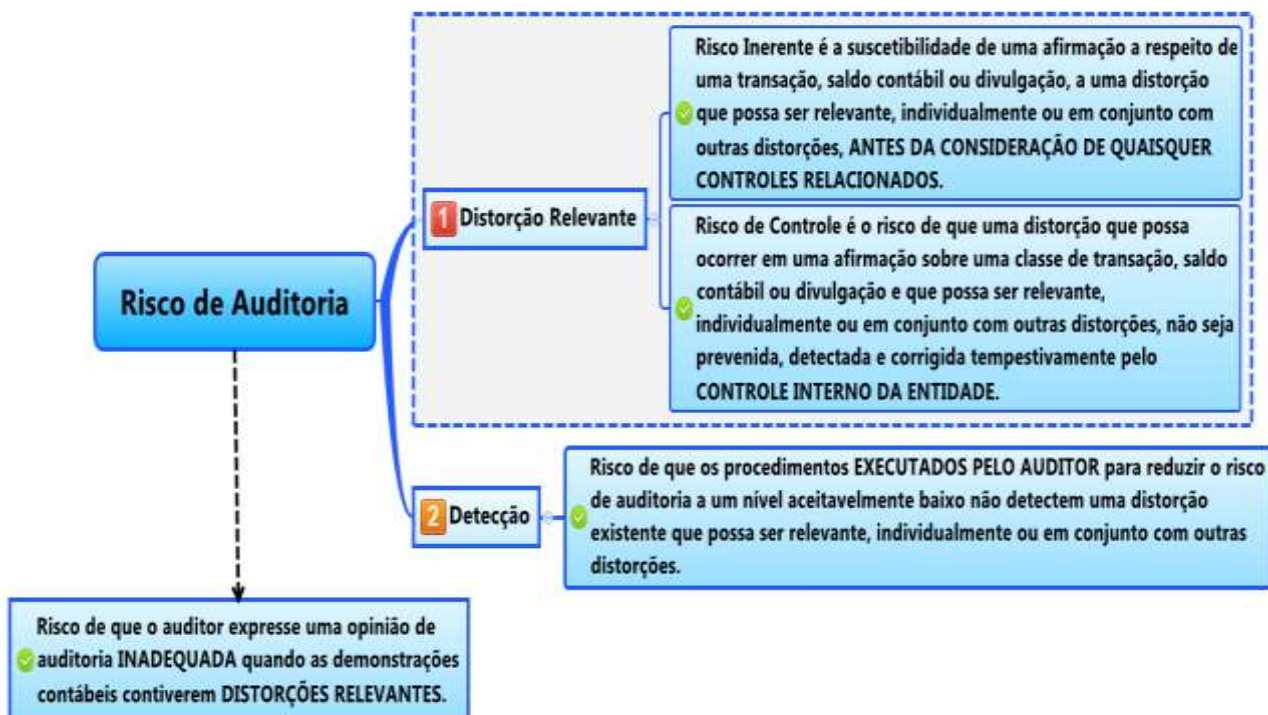 Risco de Auditoria
1 Distorção Relevante
Risco Inerente é a suscetibilidade de uma afirmação a respeito de
uma transação, saldo contábil ou divulgação, a uma distorção
que possa ser relevante, individualmente ou em conjunto com
outras distorções, ANTES DA CONSIDERAÇÃO DE QUAISQUER
CONTROLES RELACIONADOS.
Risco de Controle é o risco de que uma distorção que possa
ocorrer em uma afirmação sobre uma classe de transação, saldo
contábil ou divulgação e que possa ser relevante,
individualmente ou em conjunto com outras distorções, não seja
prevenida, detectada e corrigida tempestivamente pelo
CONTROLE INTERNO DA ENTIDADE.
2 Detecção
Risco de que os procedimentos EXECUTADOS PELO AUDITOR para reduzir o risco
de auditoria a um nível aceitavelmente baixo não detectem uma distorção
existente que possa ser relevante, individualmente ou em conjunto com outras
distorções.
Risco de que o auditor expresse uma opinião de
auditoria INADEQUADA quando as demonstrações
contábeis contiverem DISTORÇÕES RELEVANTES.